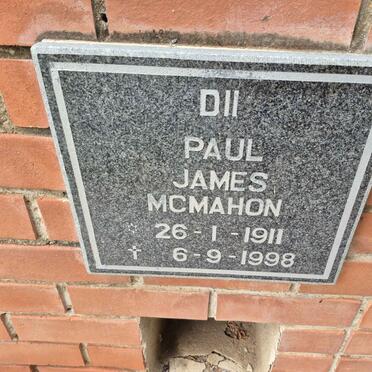 D11
PAUL
JAMES
MCMAHON
* 26-1-1911
† 6-9-1998